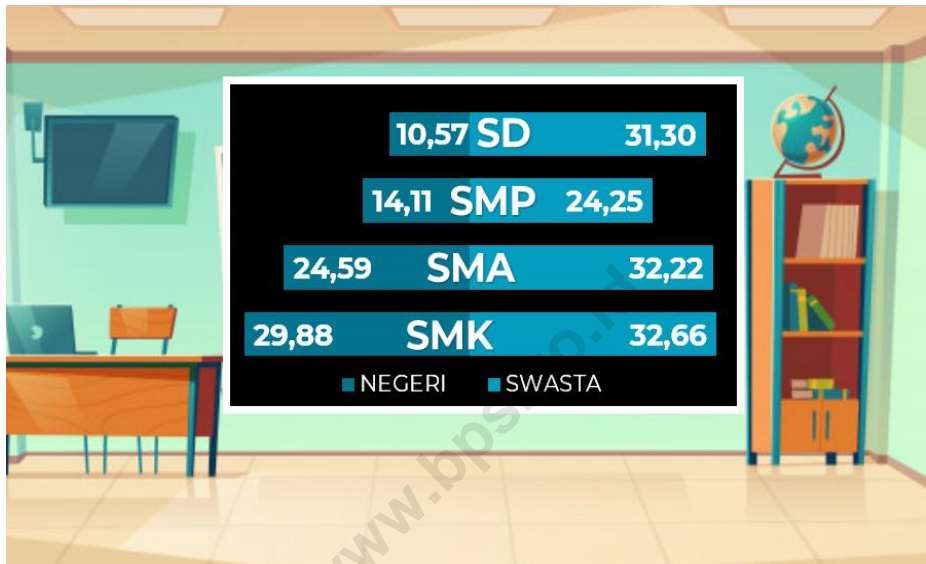 10,57 SD 31,30
14,11 SMP 24,25
24,59 SMA 32,22
29,88 SMK 32,66
NEGERI SWASTA